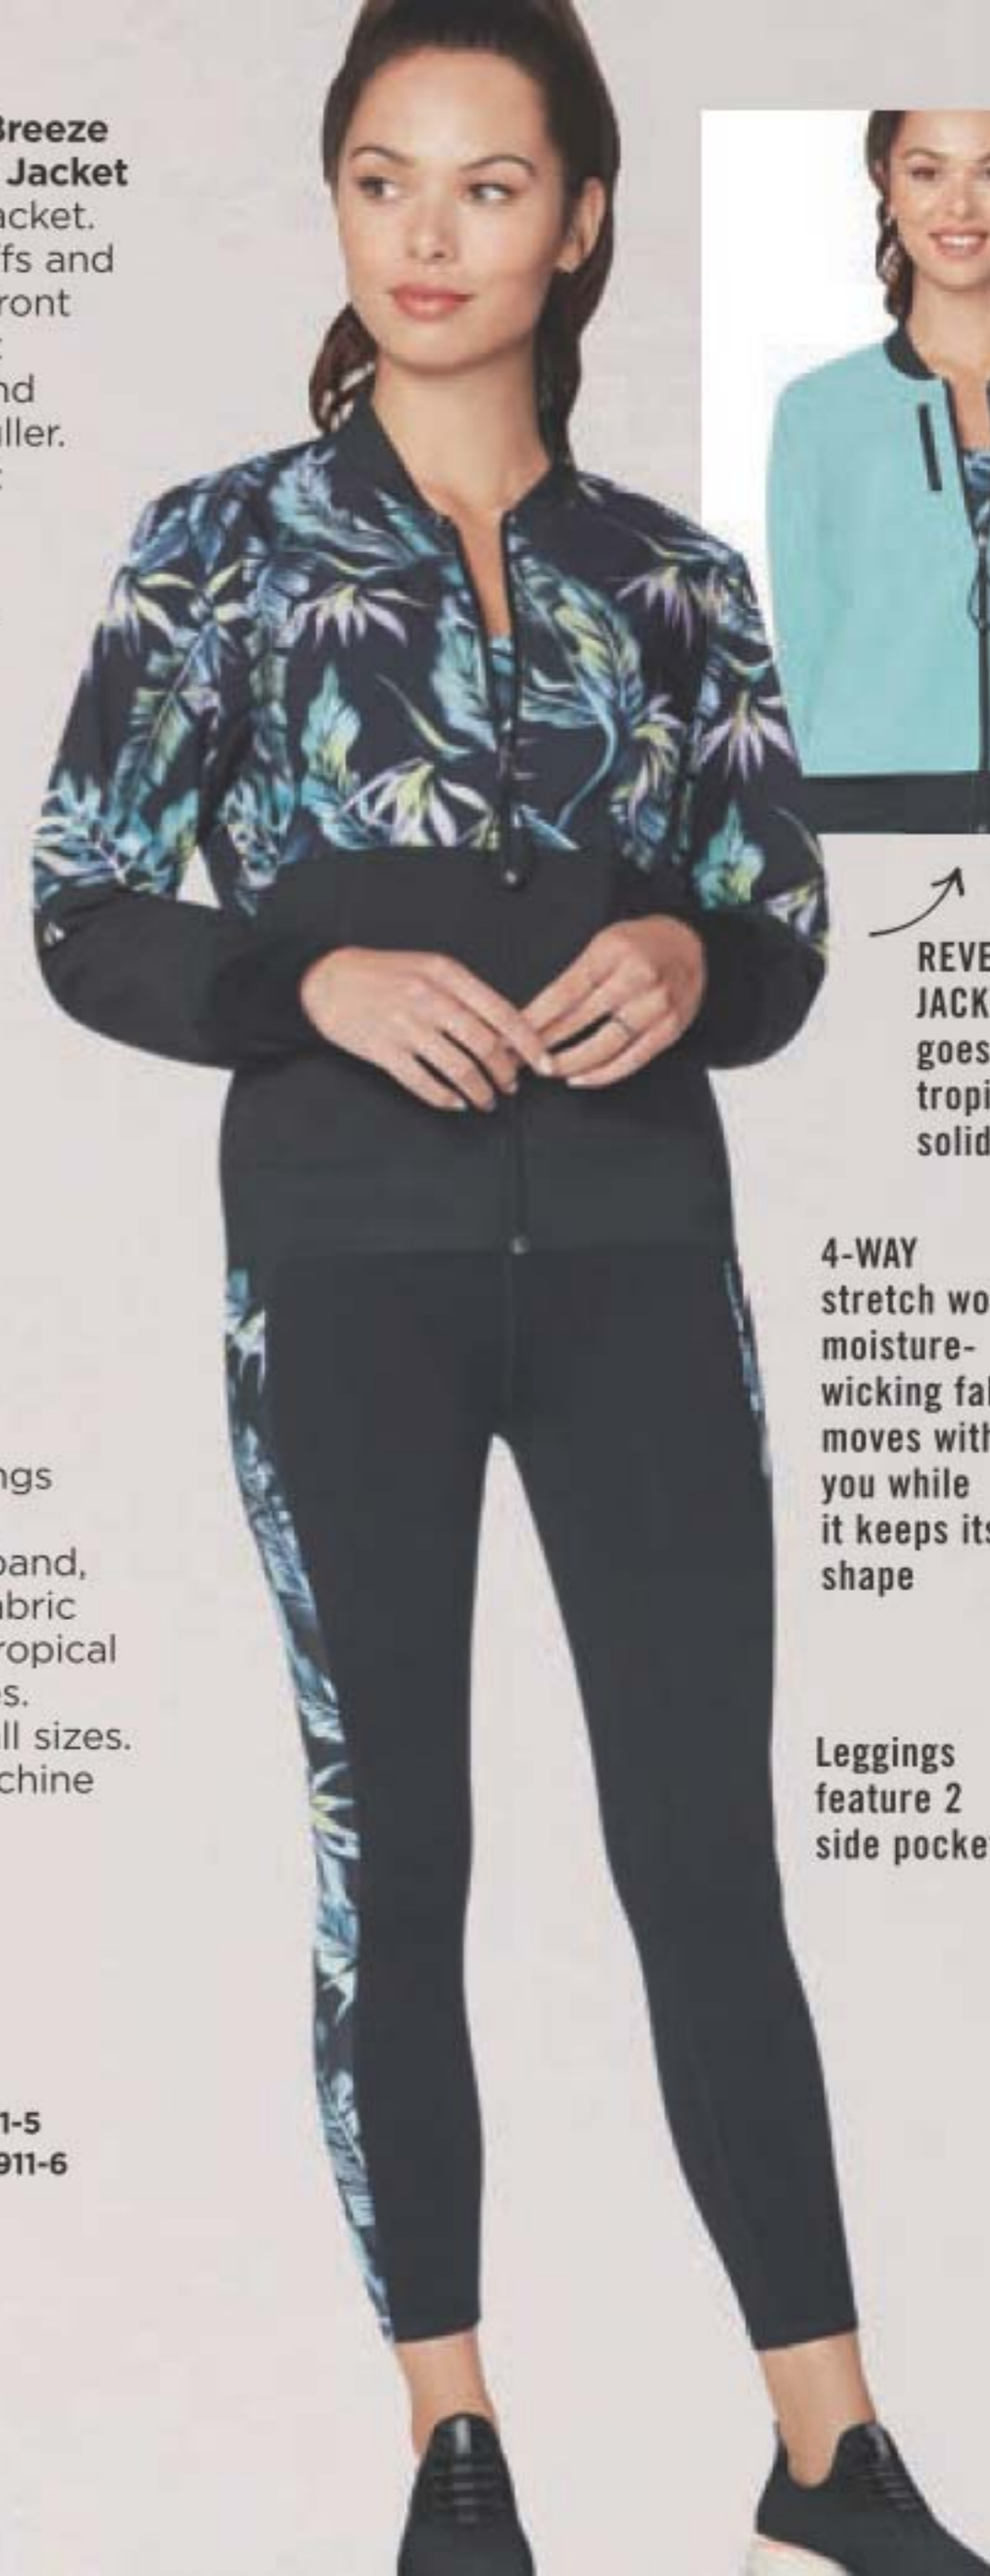 Breeze
Jacket
acket.
ffs and
ront
nd
ller.
ngs
band,
abric
ropical
s.
ll sizes.
chine
1-5
911-6
REVE
JACK
goes
tropi
solid
4-WAY
stretch wo
moisture-
wicking fa
moves with
you while
it keeps its
shape
Leggings
feature 2
side pocke